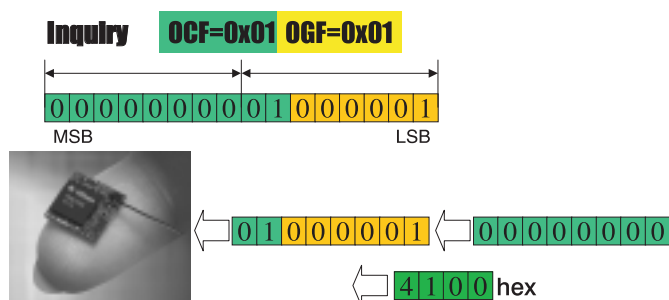 Inquiry OCF=0x01 OGF=0x01
0 0 0 0 0 0 0 0 0 1 0 0 0 0 0 1
MSB LSB
0 1 0 0 0 0 0 1 0 0 0 0 0 0 0 0
4 1 0 0 hex